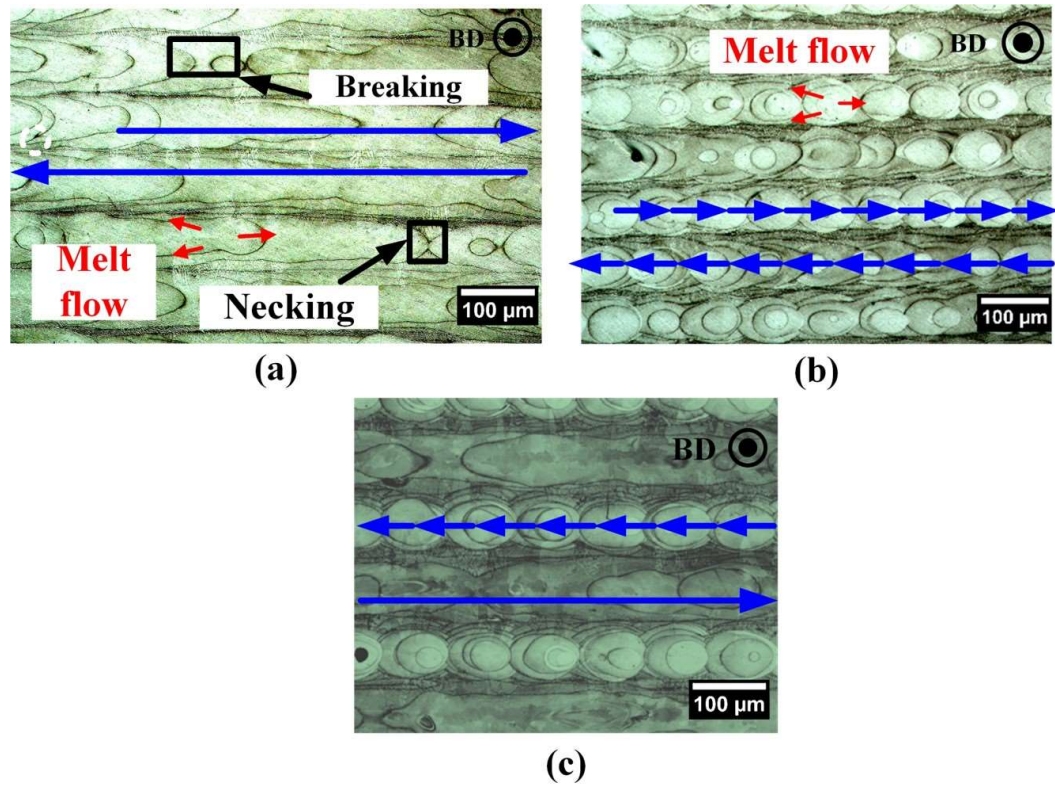 BD
Breaking
Melt
flow
Necking
100 µm
(a)
Melt flow
BD
100 µm
(b)
BD
100 µm
(c)